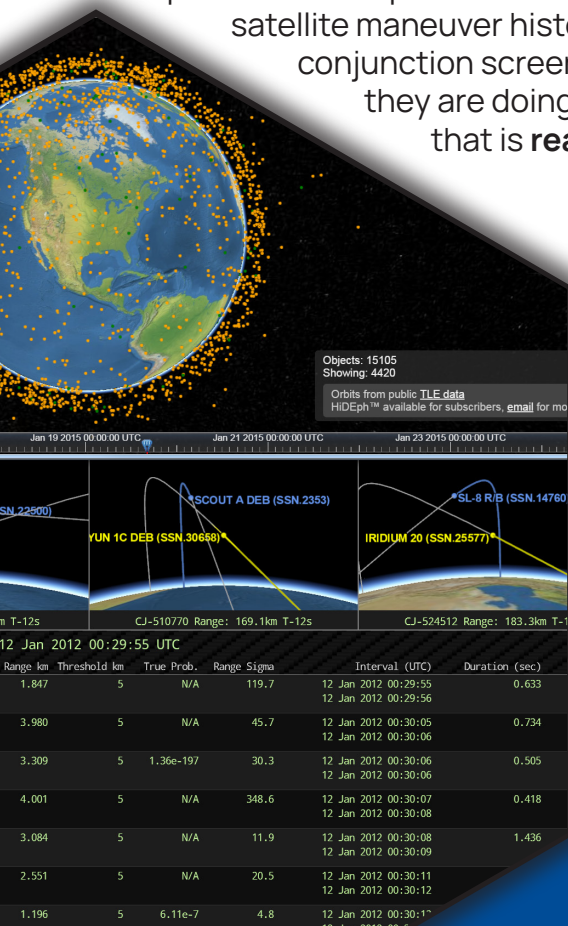 satellite maneuver histo
conjunction screen
they are doing
that is rea
Objects: 15105
Showing: 4420
Orbits from public TLE data
HiDEph™ available for subscribers, email for mo
Jan 19 2015 00:00:00 UTC Jan 21 2015 00:00:00 UTC Jan 23 2015 00:00:00 UTC
SN.22500)
SCOUT A DEB (SSN.2353)
SL-8 R/B (SSN.14760
YUN 1C DEB (SSN.30658)
IRIDIUM 20 (SSN.25577)
m T-12s CJ-510770 Range: 169.1km T-12s CJ-524512 Range: 183.3km T-1
12 Jan 2012 00:29:55 UTC
Range km Threshold km True Prob. Range Sigma Interval (UTC) Duration (sec)
1.847 5 N/A 119.7 12 Jan 2012 00:29:55 0.633
12 Jan 2012 00:29:56
3.980 5 N/A 45.7 12 Jan 2012 00:30:05 0.734
12 Jan 2012 00:30:06
3.309 5 1.36e-197 30.3 12 Jan 2012 00:30:06 0.505
12 Jan 2012 00:30:06
4.001 5 N/A 348.6 12 Jan 2012 00:30:07 0.418
12 Jan 2012 00:30:08
3.084 5 N/A 11.9 12 Jan 2012 00:30:08 1.436
12 Jan 2012 00:30:09
2.551 5 N/A 20.5 12 Jan 2012 00:30:11
12 Jan 2012 00:30:12
1.196 5 6.11e-7 4.8 12 Jan 2012 00:30:12